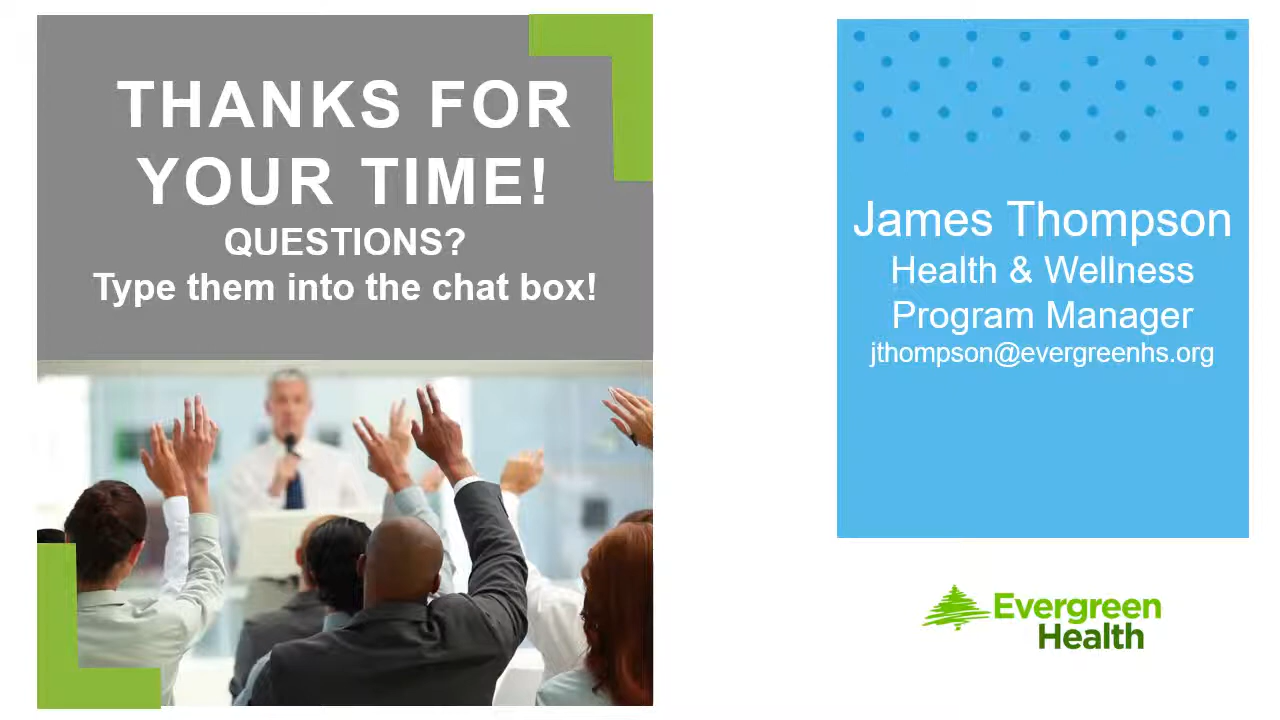 THANKS FOR
YOUR TIME!
QUESTIONS?
Type them into the chat box!
James Thompson
Health & Wellness
Program Manager
jthompson@evergreenhs.org
Evergreen
Health